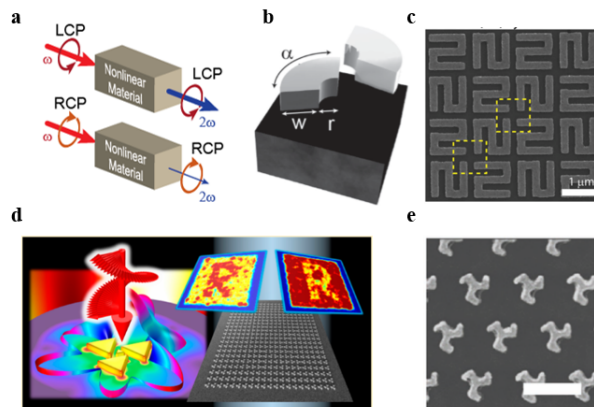 a
LCP
ω
Nonlinear
Material
LCP
2ω
RCP
ω
Nonlinear
Material
RCP
2ω
b
α
w
r
c
1 μm
d
R
R
e